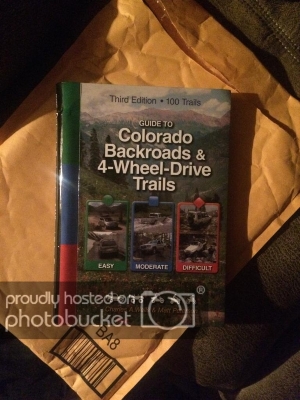 Third Edition • 100 Trails
GUIDE TO
Colorado
Backroads &
4-Wheel-Drive
Trails
EASY
MODERATE
DIFFICULT
proudly hosted on
photobucket
®
BA8